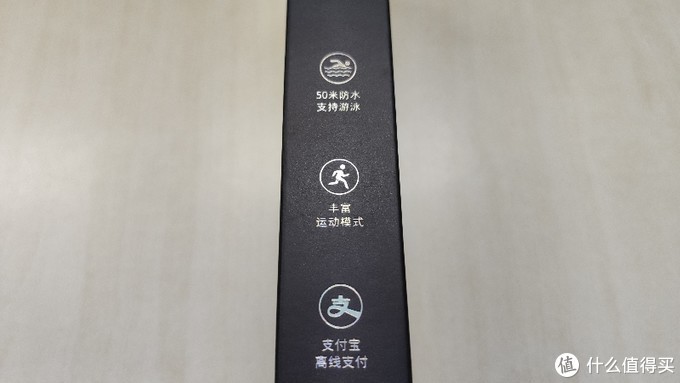 50米防水
支持游泳
丰富
运动模式
支
支付宝
离线支付
值 什么值得买